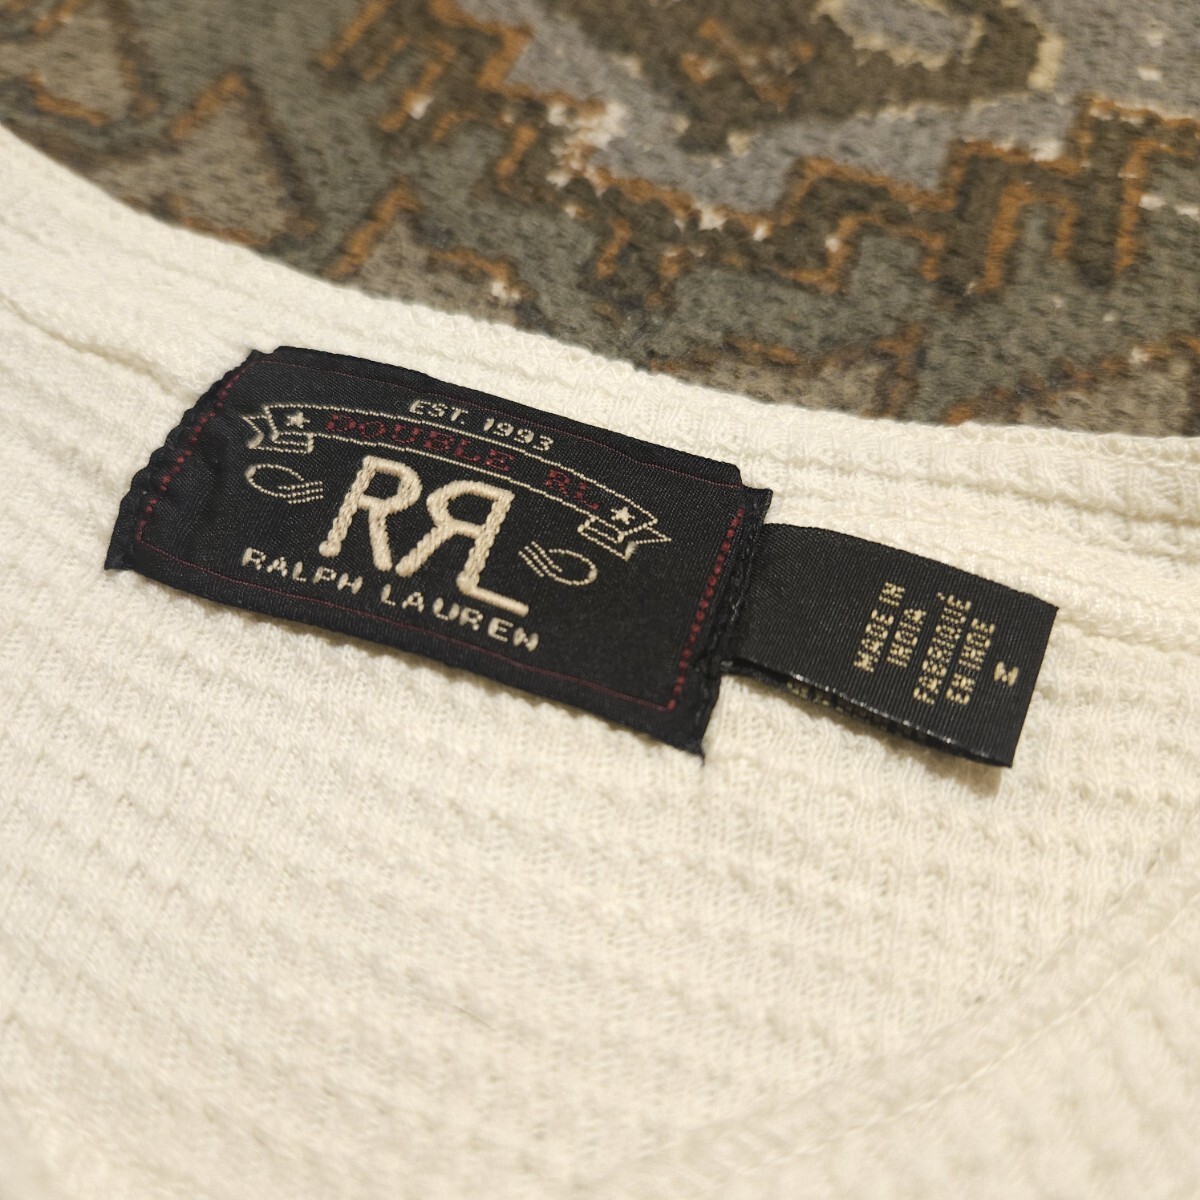 EST. 1993
DOUBLE RL
RRL
RALPH LAUREN
MADE IN
INDIA
FABRIQUÉ
EN INDE
M